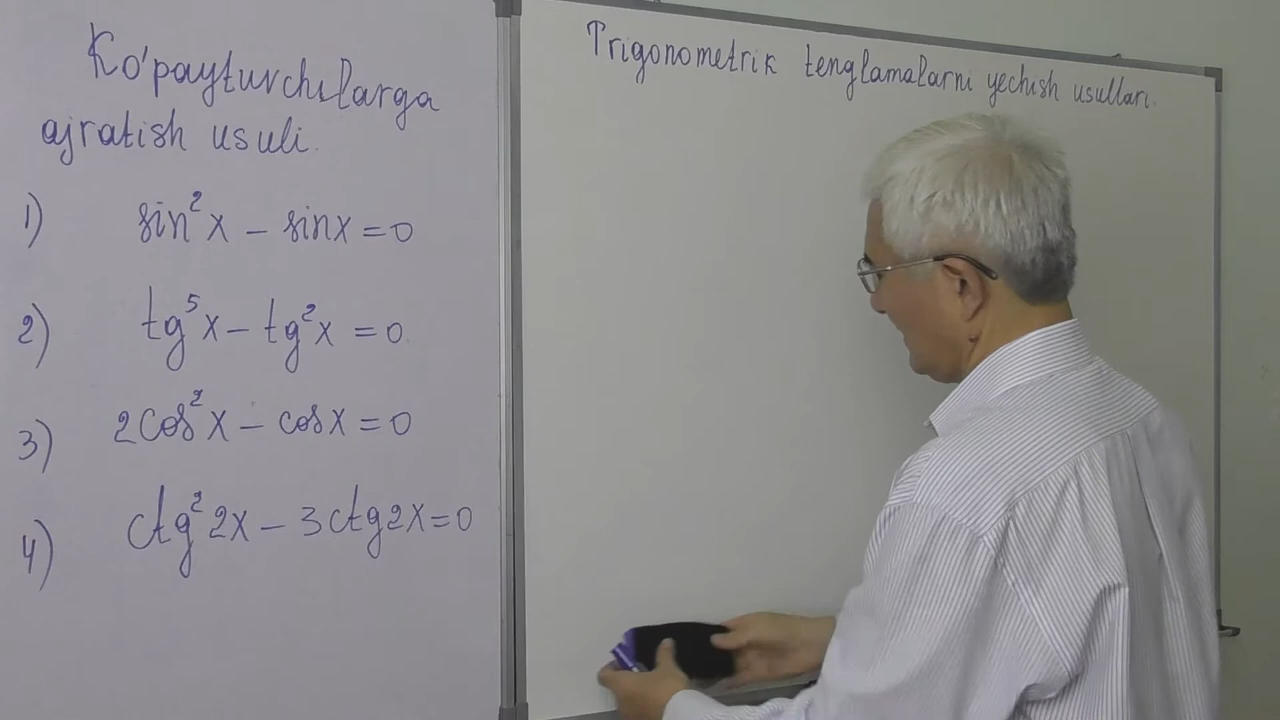 Ko'paytuvchilarga
ajratish usuli.
1) sin²x – sinx = 0
2) tg⁵x – tg²x = 0.
3) 2cos²x – cosx = 0
4) ctg²2x – 3ctg2x = 0
Trigonometrik tenglamalarni yechish usullari.